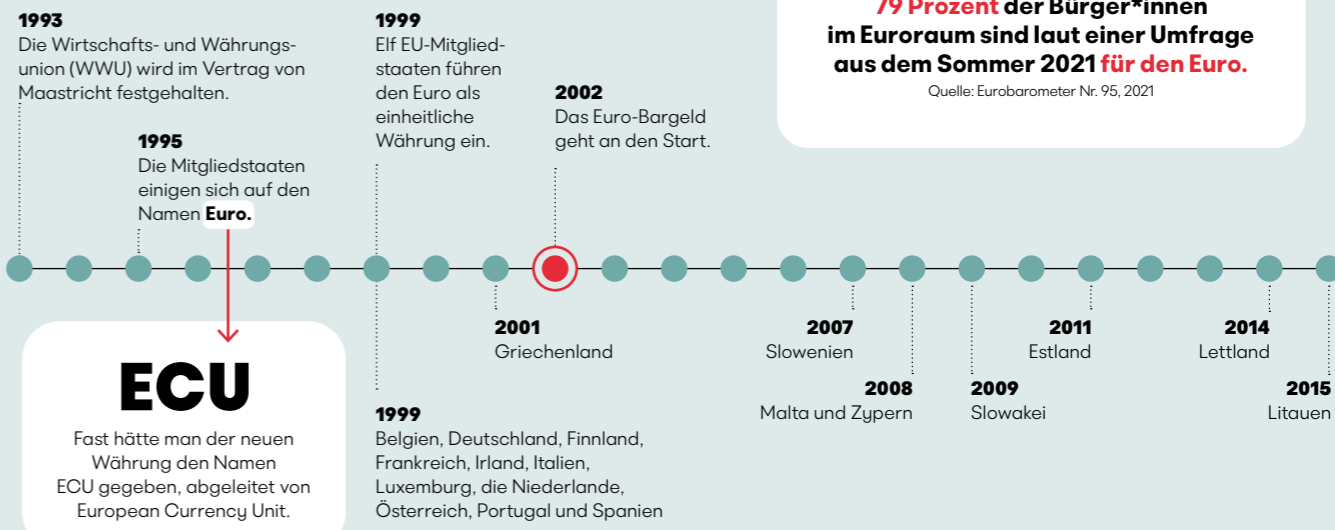 1993
Die Wirtschafts- und Währungs-
union (WWU) wird im Vertrag von
Maastricht festgehalten.
1995
Die Mitgliedstaaten
einigen sich auf den
Namen Euro.
1999
Elf EU-Mitglied-
staaten führen
den Euro als
einheitliche
Währung ein.
2002
Das Euro-Bargeld
geht an den Start.
79 Prozent der Bürger*innen
im Euroraum sind laut einer Umfrage
aus dem Sommer 2021 für den Euro.
Quelle: Eurobarometer Nr. 95, 2021
ECU
Fast hätte man der neuen
Währung den Namen
ECU gegeben, abgeleitet von
European Currency Unit.
1999
Belgien, Deutschland, Finnland,
Frankreich, Irland, Italien,
Luxemburg, die Niederlande,
Österreich, Portugal und Spanien
2001
Griechenland
2007
Slowenien
2008
Malta und Zypern
2009
Slowakei
2011
Estland
2014
Lettland
2015
Litauen